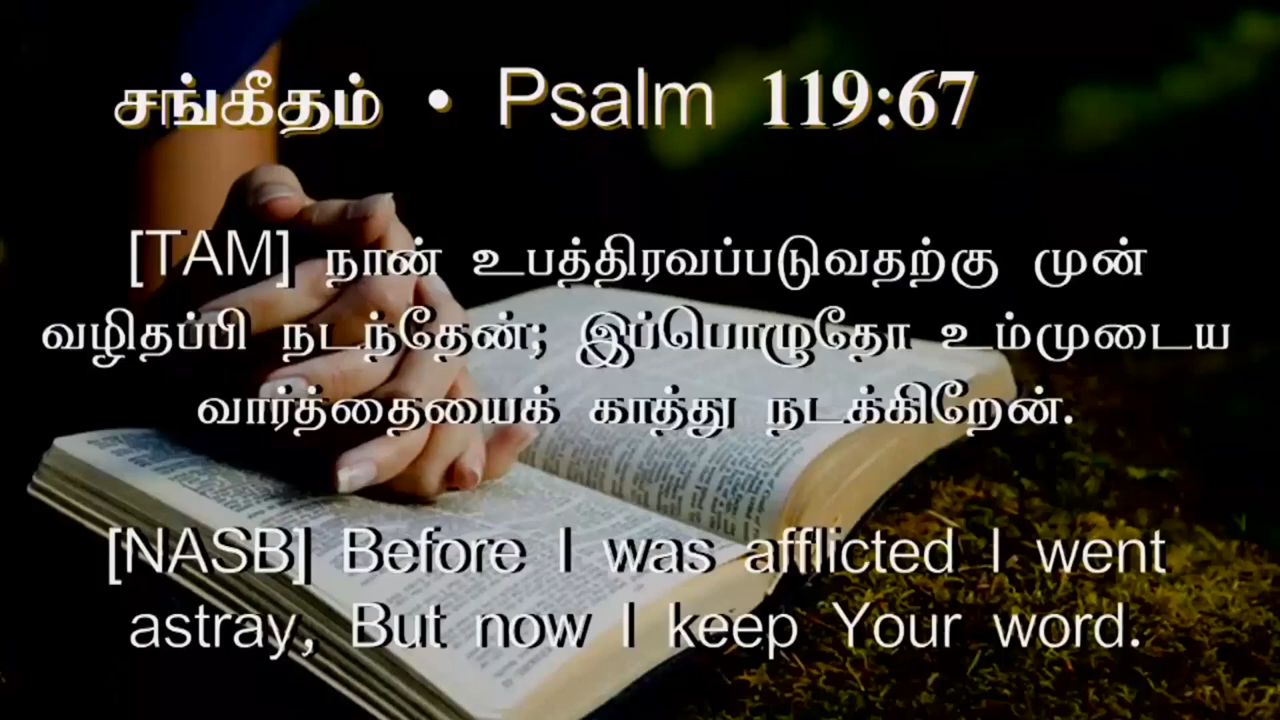 சங்கீதம் • Psalm 119:67
[TAM] நான் உபத்திரவப்படுவதற்கு முன்
வழிதப்பி நடந்தேன்; இப்பொழுதோ உம்முடைய
வார்த்தையைக் காத்து நடக்கிறேன்.
[NASB] Before I was afflicted I went
astray, But now I keep Your word.